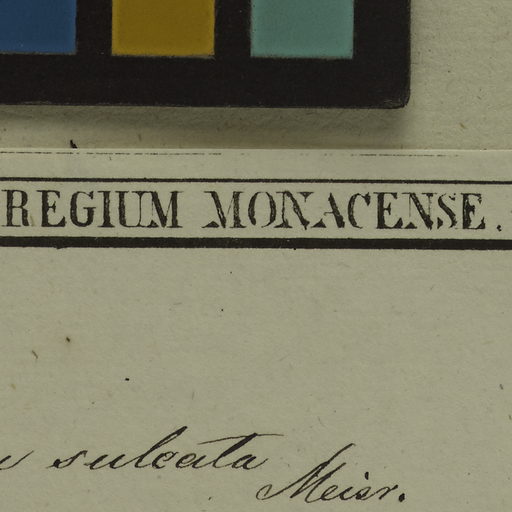 REGIUM MONACENSE.
sulcata
Meisr.